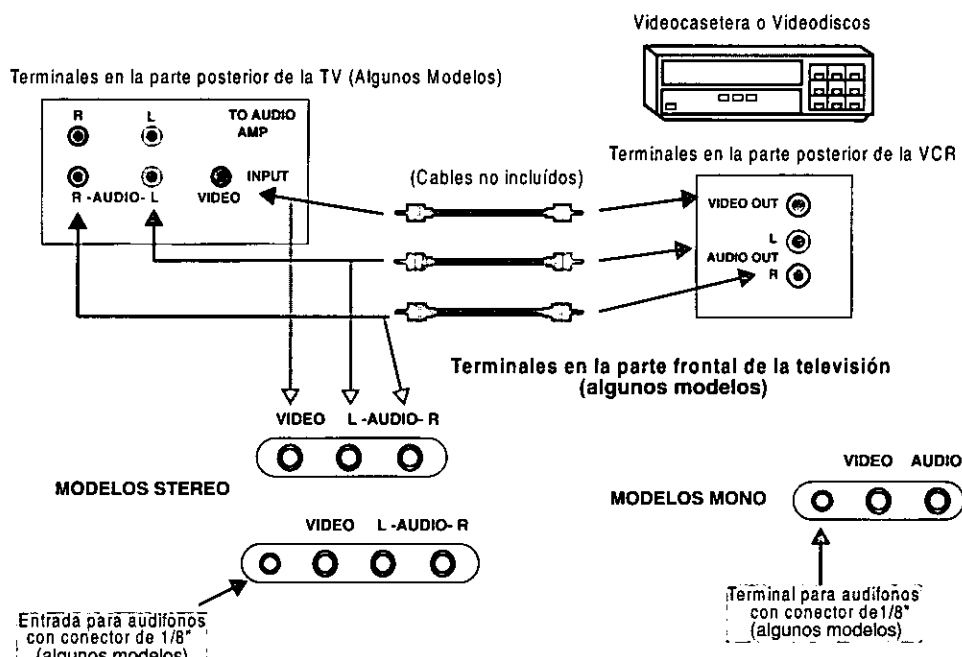 Videocasetera o Videodiscos
Terminales en la parte posterior de la TV (Algunos Modelos)
R L TO AUDIO
AMP
INPUT
R -AUDIO- L VIDEO
(Cables no incluídos)
Terminales en la parte posterior de la VCR
VIDEO OUT
L
AUDIO OUT
R
Terminales en la parte frontal de la televisión
(algunos modelos)
VIDEO L -AUDIO- R
MODELOS STEREO
VIDEO L -AUDIO- R
Entrada para audífonos
con conector de 1/8"
(algunos modelos)
VIDEO AUDIO
MODELOS MONO
Terminal para audífonos
con conector de1/8"
(algunos modelos)